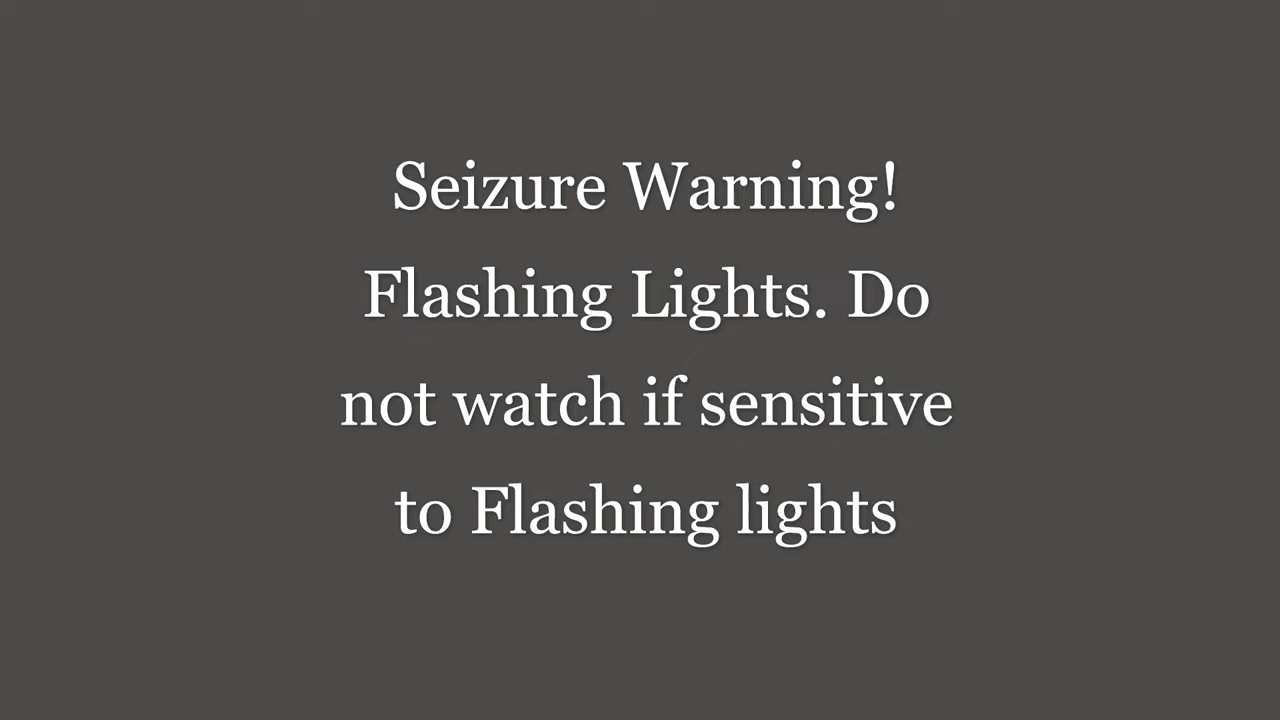 Seizure Warning!
Flashing Lights. Do
not watch if sensitive
to Flashing lights